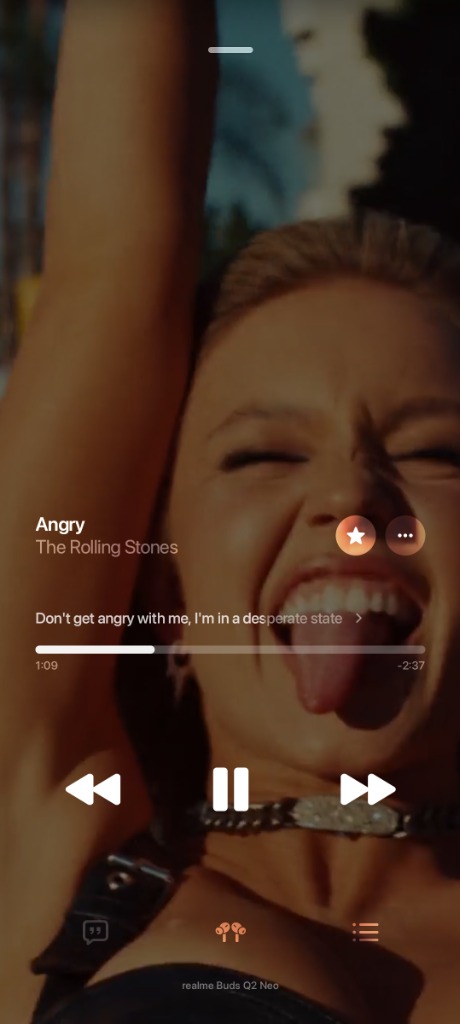 Angry
The Rolling Stones
Don't get angry with me, I'm in a desperate state
1:09
-2:37
realme Buds Q2 Neo